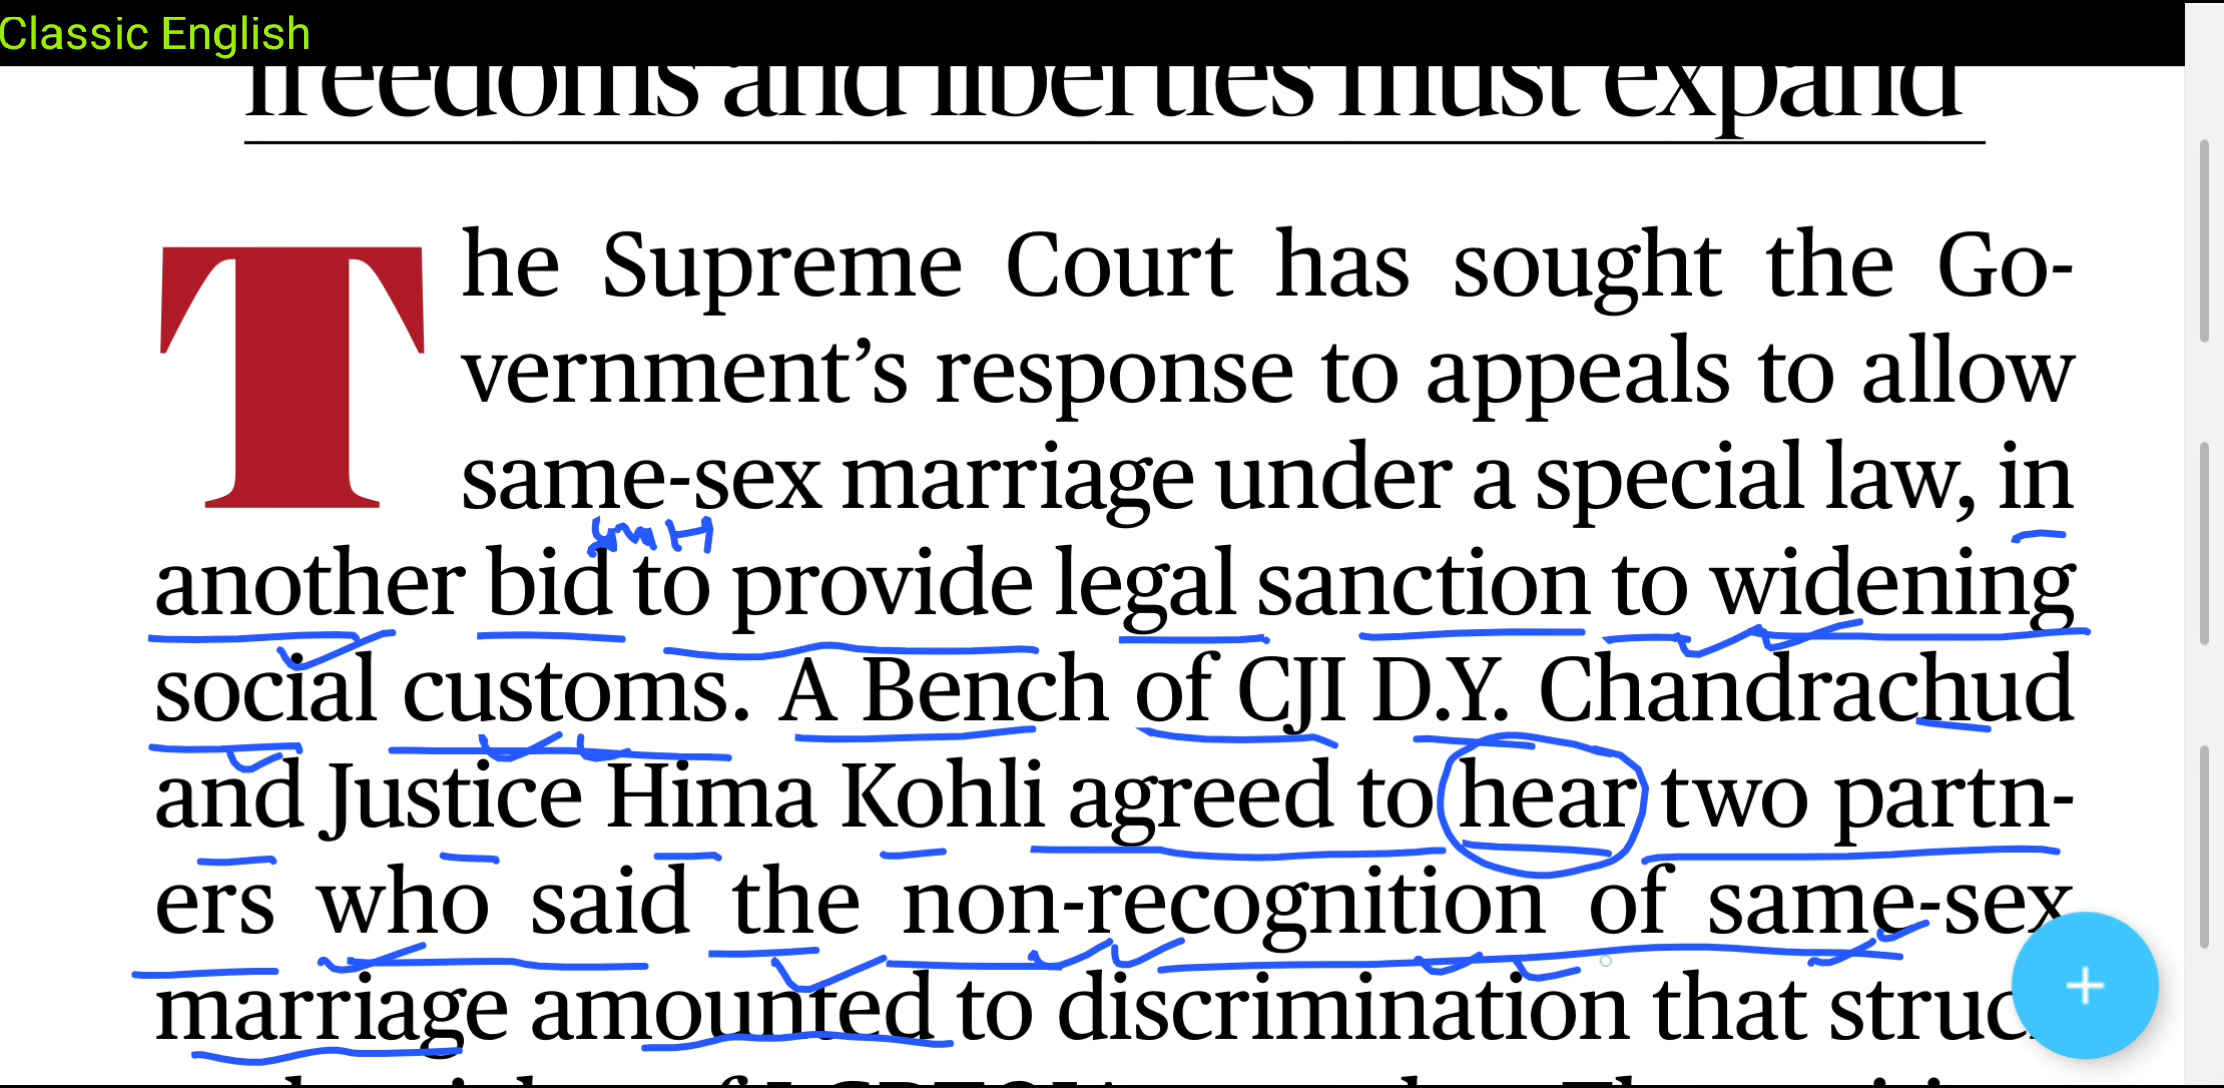 Classic English
freedoms and liberties must expand
The Supreme Court has sought the Go-
vernment’s response to appeals to allow
same-sex marriage under a special law, in
another bid to provide legal sanction to widening
social customs. A Bench of CJI D.Y. Chandrachud
and Justice Hima Kohli agreed to hear two partn-
ers who said the non-recognition of same-sex
marriage amounted to discrimination that struc